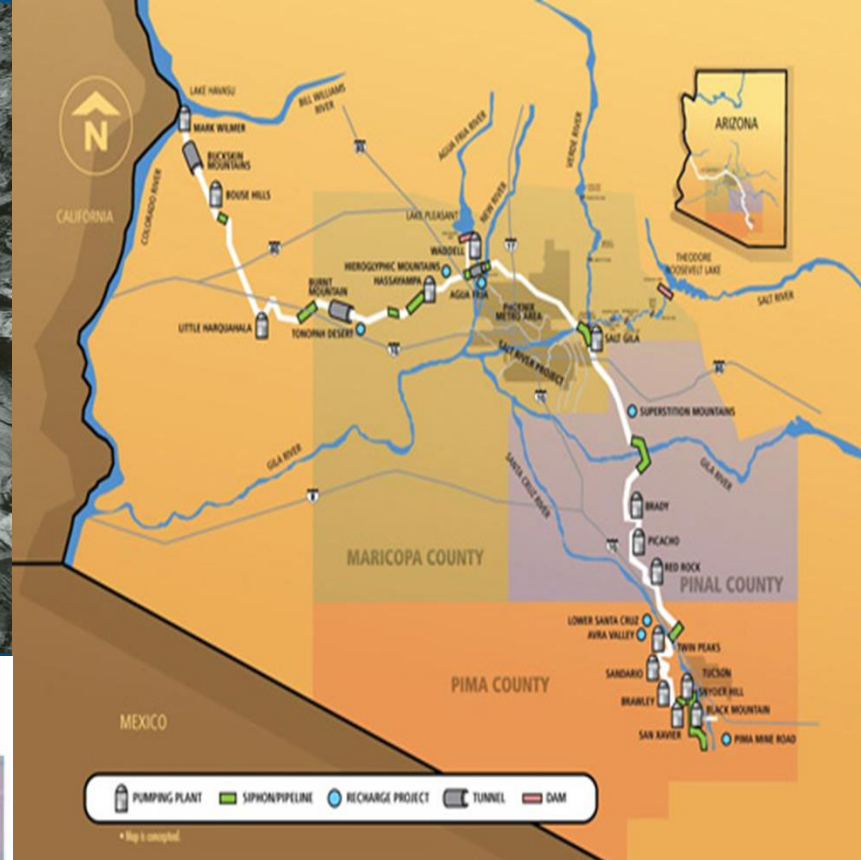 LAKE HAVASU
BILL WILLIAMS
RIVER
MARK WILMER
N
BUCKSKIN
MOUNTAINS
BOUSE HILLS
COLORADO RIVER
CALIFORNIA
AGUA FRIA RIVER
NEW RIVER
VERDE RIVER
ARIZONA
LAKE PLEASANT
WADDELL
17
HIEROGLYPHIC MOUNTAINS
HASSAYAMPA
AGUA FRIA
THEODORE
ROOSEVELT LAKE
SALT RIVER
BURNT
MOUNTAIN
LITTLE HARQUAHALA
TONOPAH DESERT
10
PHOENIX
METRO AREA
SALT GILA
SALT RIVER PROJECT
10
SUPERSTITION MOUNTAINS
GILA RIVER
GILA RIVER
SANTA CRUZ RIVER
8
BRADY
10
PICACHO
RED ROCK
MARICOPA COUNTY
PINAL COUNTY
LOWER SANTA CRUZ
AVRA VALLEY
TWIN PEAKS
SANDARIO
TUCSON
PIMA COUNTY
SNYDER HILL
BRAWLEY
BLACK MOUNTAIN
SAN XAVIER
PIMA MINE ROAD
MEXICO
PUMPING PLANT
SIPHON/PIPELINE
RECHARGE PROJECT
TUNNEL
DAM
* Map is conceptual.